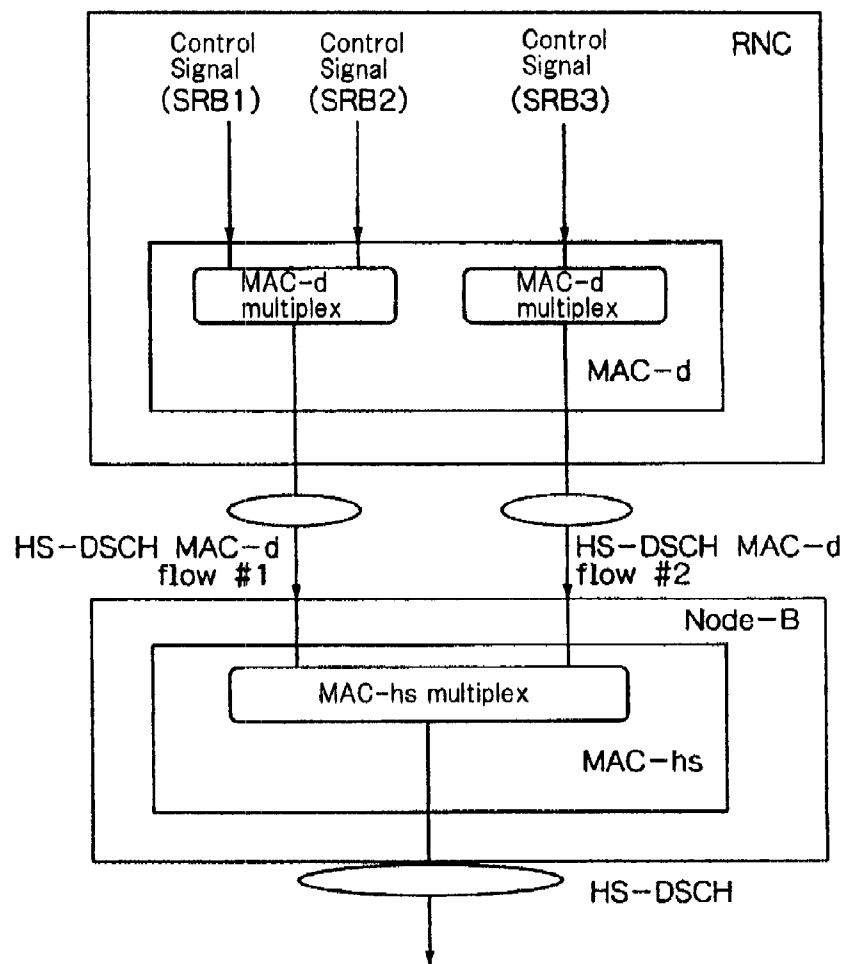 RNC
Control
Signal
(SRB1)
Control
Signal
(SRB2)
Control
Signal
(SRB3)
MAC-d
multiplex
MAC-d
multiplex
MAC-d
HS-DSCH MAC-d
flow #1
HS-DSCH MAC-d
flow #2
Node-B
MAC-hs multiplex
MAC-hs
HS-DSCH